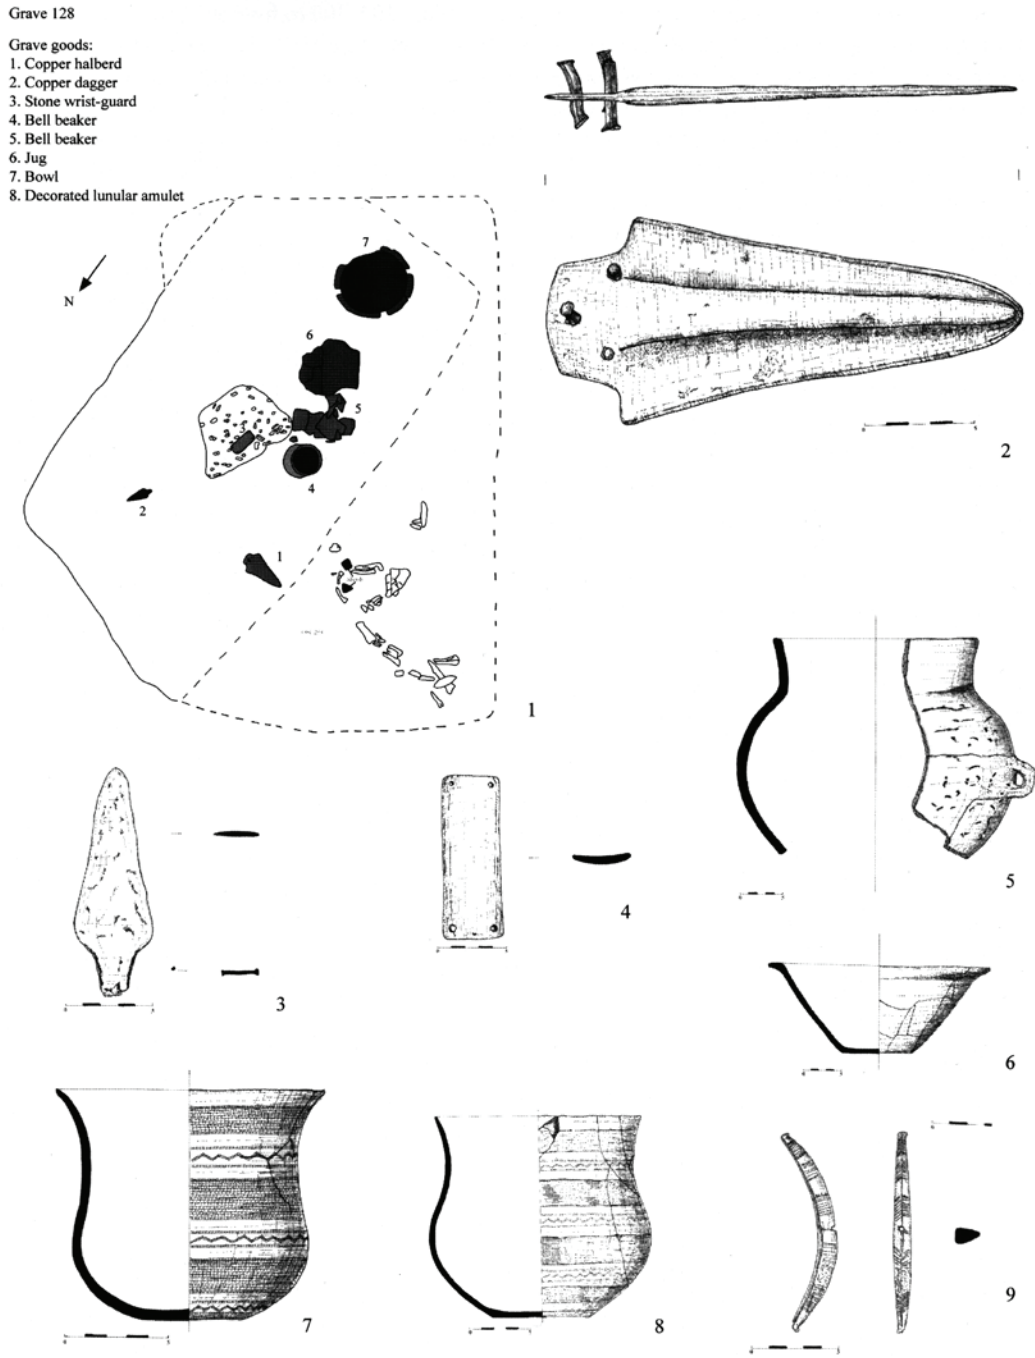 Grave 128
Grave goods:
1. Copper halberd
2. Copper dagger
3. Stone wrist-guard
4. Bell beaker
5. Bell beaker
6. Jug
7. Bowl
8. Decorated lunular amulet
N
7
6
5
3
4
2
1
2
1
3
4
5
6
7
8
9